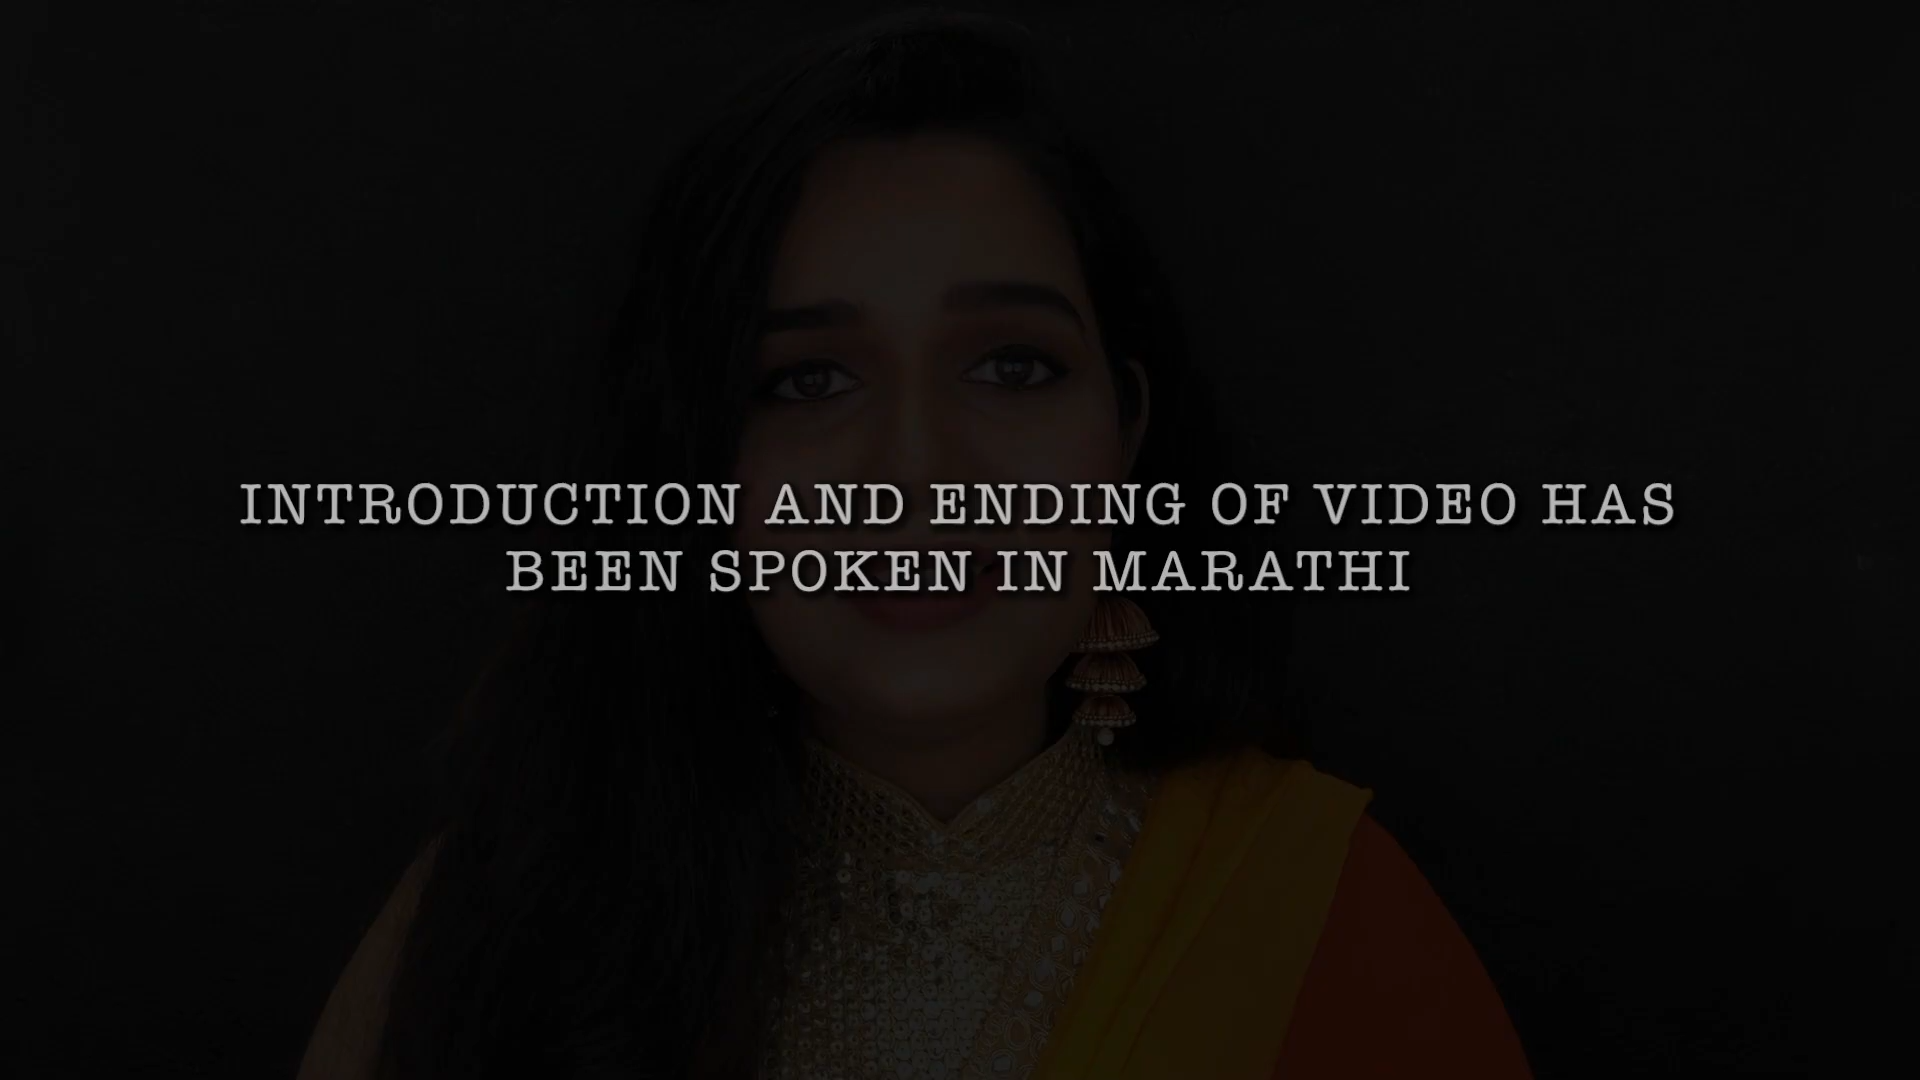 INTRODUCTION AND ENDING OF VIDEO HAS
BEEN SPOKEN IN MARATHI